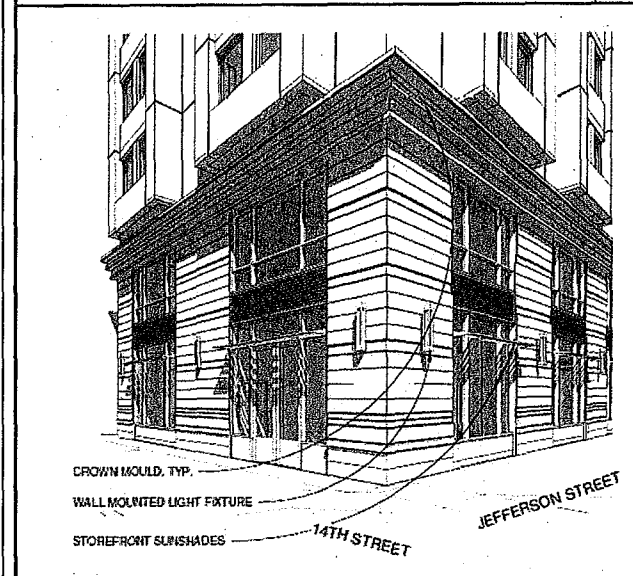 CROWN MOULD, TYP.
WALL MOUNTED LIGHT FIXTURE
STOREFRONT SUNSHADES
14TH STREET
JEFFERSON STREET